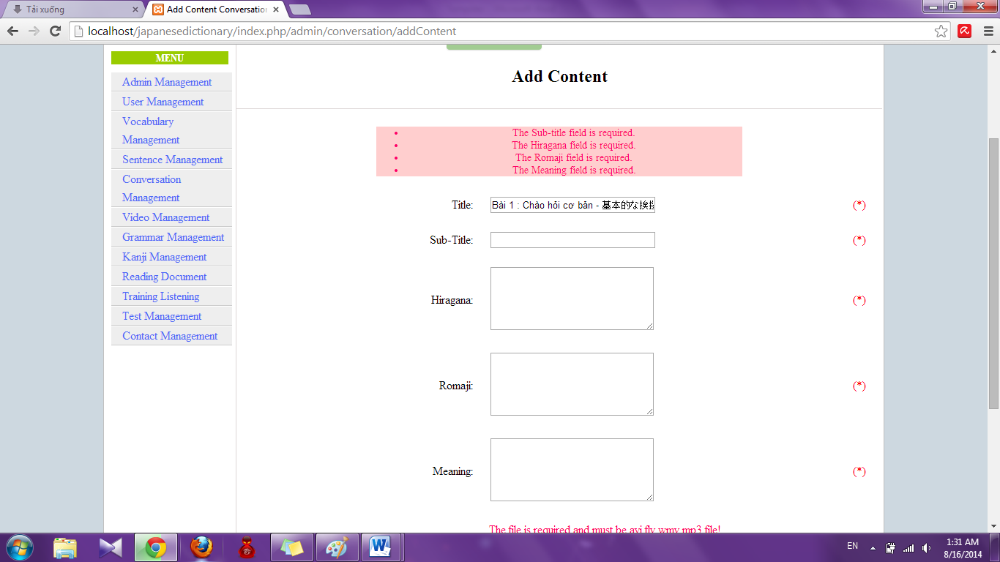 Tải xuống
Add Content Conversation
localhost/japanesedictionary/index.php/admin/conversation/addContent
MENU
Admin Management
User Management
Vocabulary
Management
Sentence Management
Conversation
Management
Video Management
Grammar Management
Kanji Management
Reading Document
Training Listening
Test Management
Contact Management
Add Content
• The Sub-title field is required.
• The Hiragana field is required.
• The Romaji field is required.
• The Meaning field is required.
Title: Bài 1 : Chào hỏi cơ bản - 基本的な挨拶 (*)
Sub-Title: (*)
Hiragana: (*)
Romaji: (*)
Meaning: (*)
The file is required and must be avi,flv,wmv,mp3 file!
EN
1:31 AM
8/16/2014